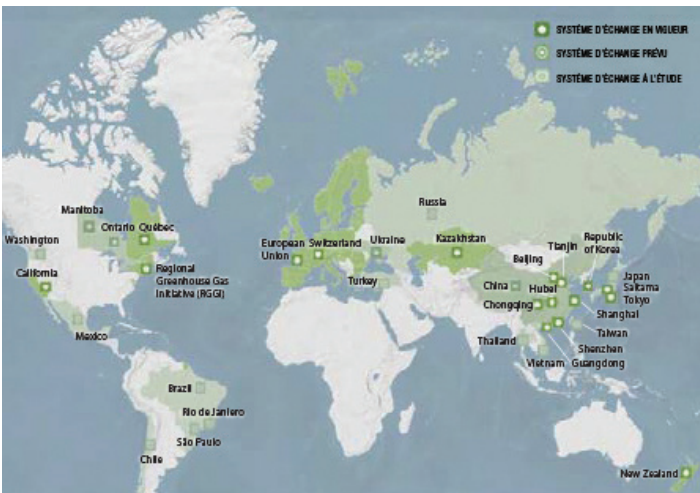 SYSTÈME D'ÉCHANGE EN VIGUEUR
SYSTÈME D'ÉCHANGE PRÉVU
SYSTÈME D'ÉCHANGE À L'ÉTUDE
Manitoba
Ontario
Québec
Washington
California
Regional
Greenhouse Gas
Initiative (RGGI)
Mexico
Brazil
Rio de Janiero
São Paulo
Chile
European
Union
Switzerland
Ukraine
Turkey
Russia
Kazakhstan
Tianjin
Republic
of Korea
Beijing
China
Hubei
Chongqing
Japan
Saitama
Tokyo
Shanghai
Taiwan
Thailand
Shenzhen
Vietnam
Guangdong
New Zealand